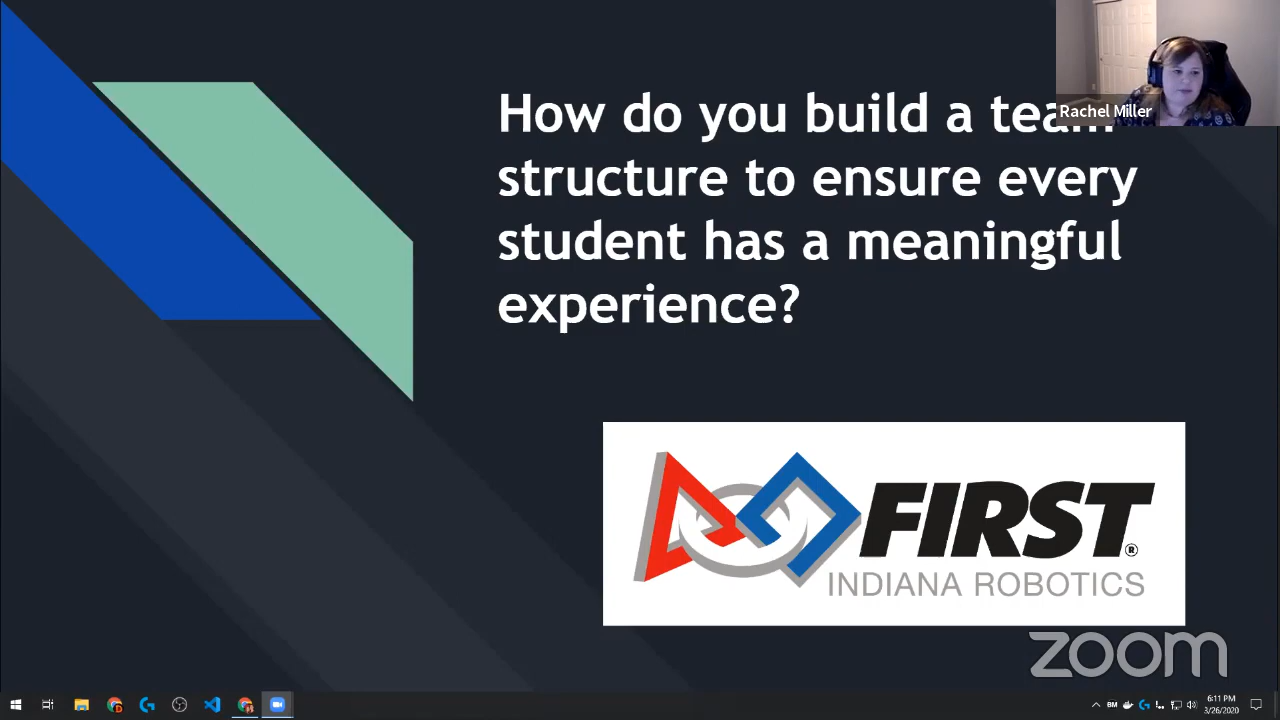 How do you build a team
structure to ensure every
student has a meaningful
experience?
Rachel Miller
FIRST®
INDIANA ROBOTICS
zoom
BM
6:11 PM
3/26/2020